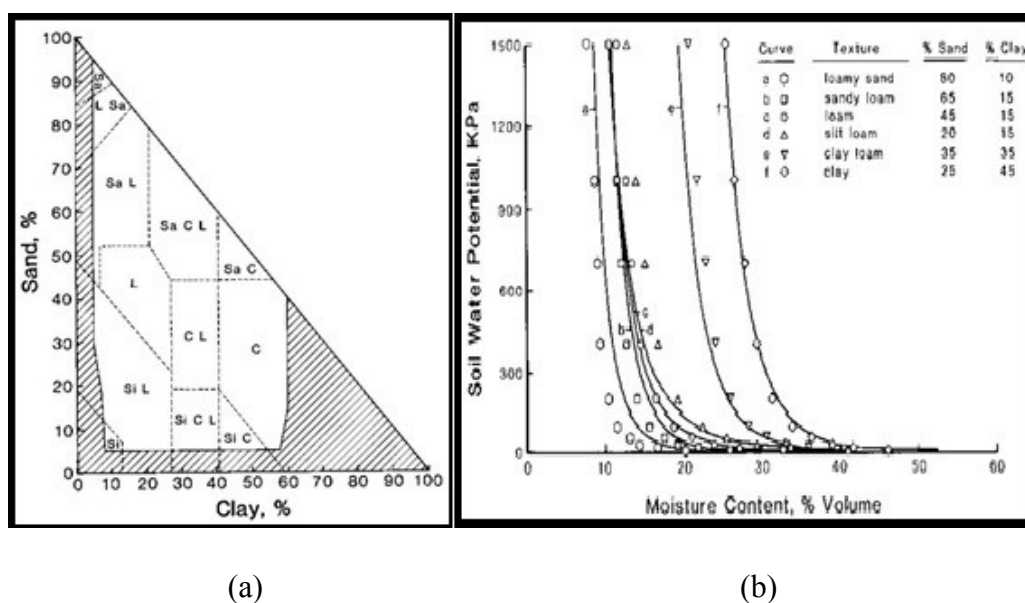 100
90
80
70
60
50
40
30
20
10
0
Sand, %
Sa
L Sa
Sa L
Sa C L
Sa C
L
C L
C
Si L
Si C L
Si C
Si
0 10 20 30 40 50 60 70 80 90 100
Clay, %
(a)
1500
1200
900
600
300
0
Soil Water Potential, KPa
Curve Texture % Sand % Clay
a loamy sand 80 10
b sandy loam 65 15
c loam 45 15
d silt loam 20 15
e clay loam 35 35
f clay 25 45
a
e
f
c
b d
0 10 20 30 40 50 60
Moisture Content, % Volume
(b)